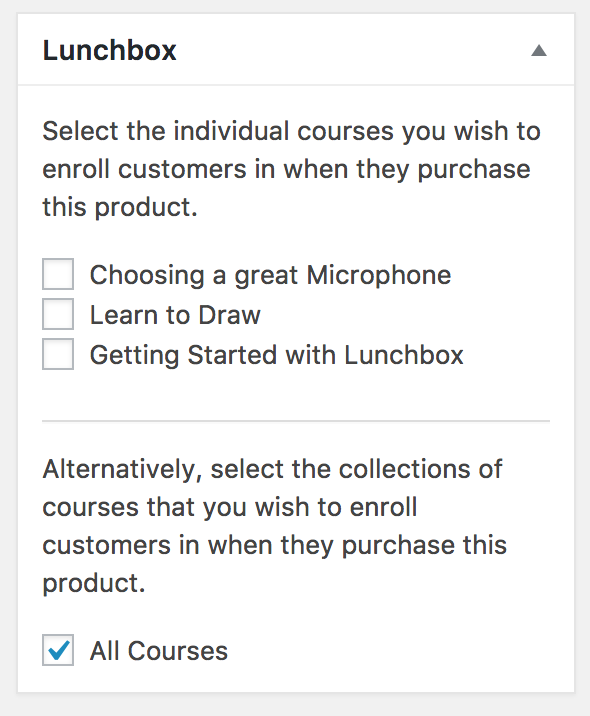 Lunchbox
Select the individual courses you wish to
enroll customers in when they purchase
this product.
Choosing a great Microphone
Learn to Draw
Getting Started with Lunchbox
Alternatively, select the collections of
courses that you wish to enroll
customers in when they purchase this
product.
All Courses